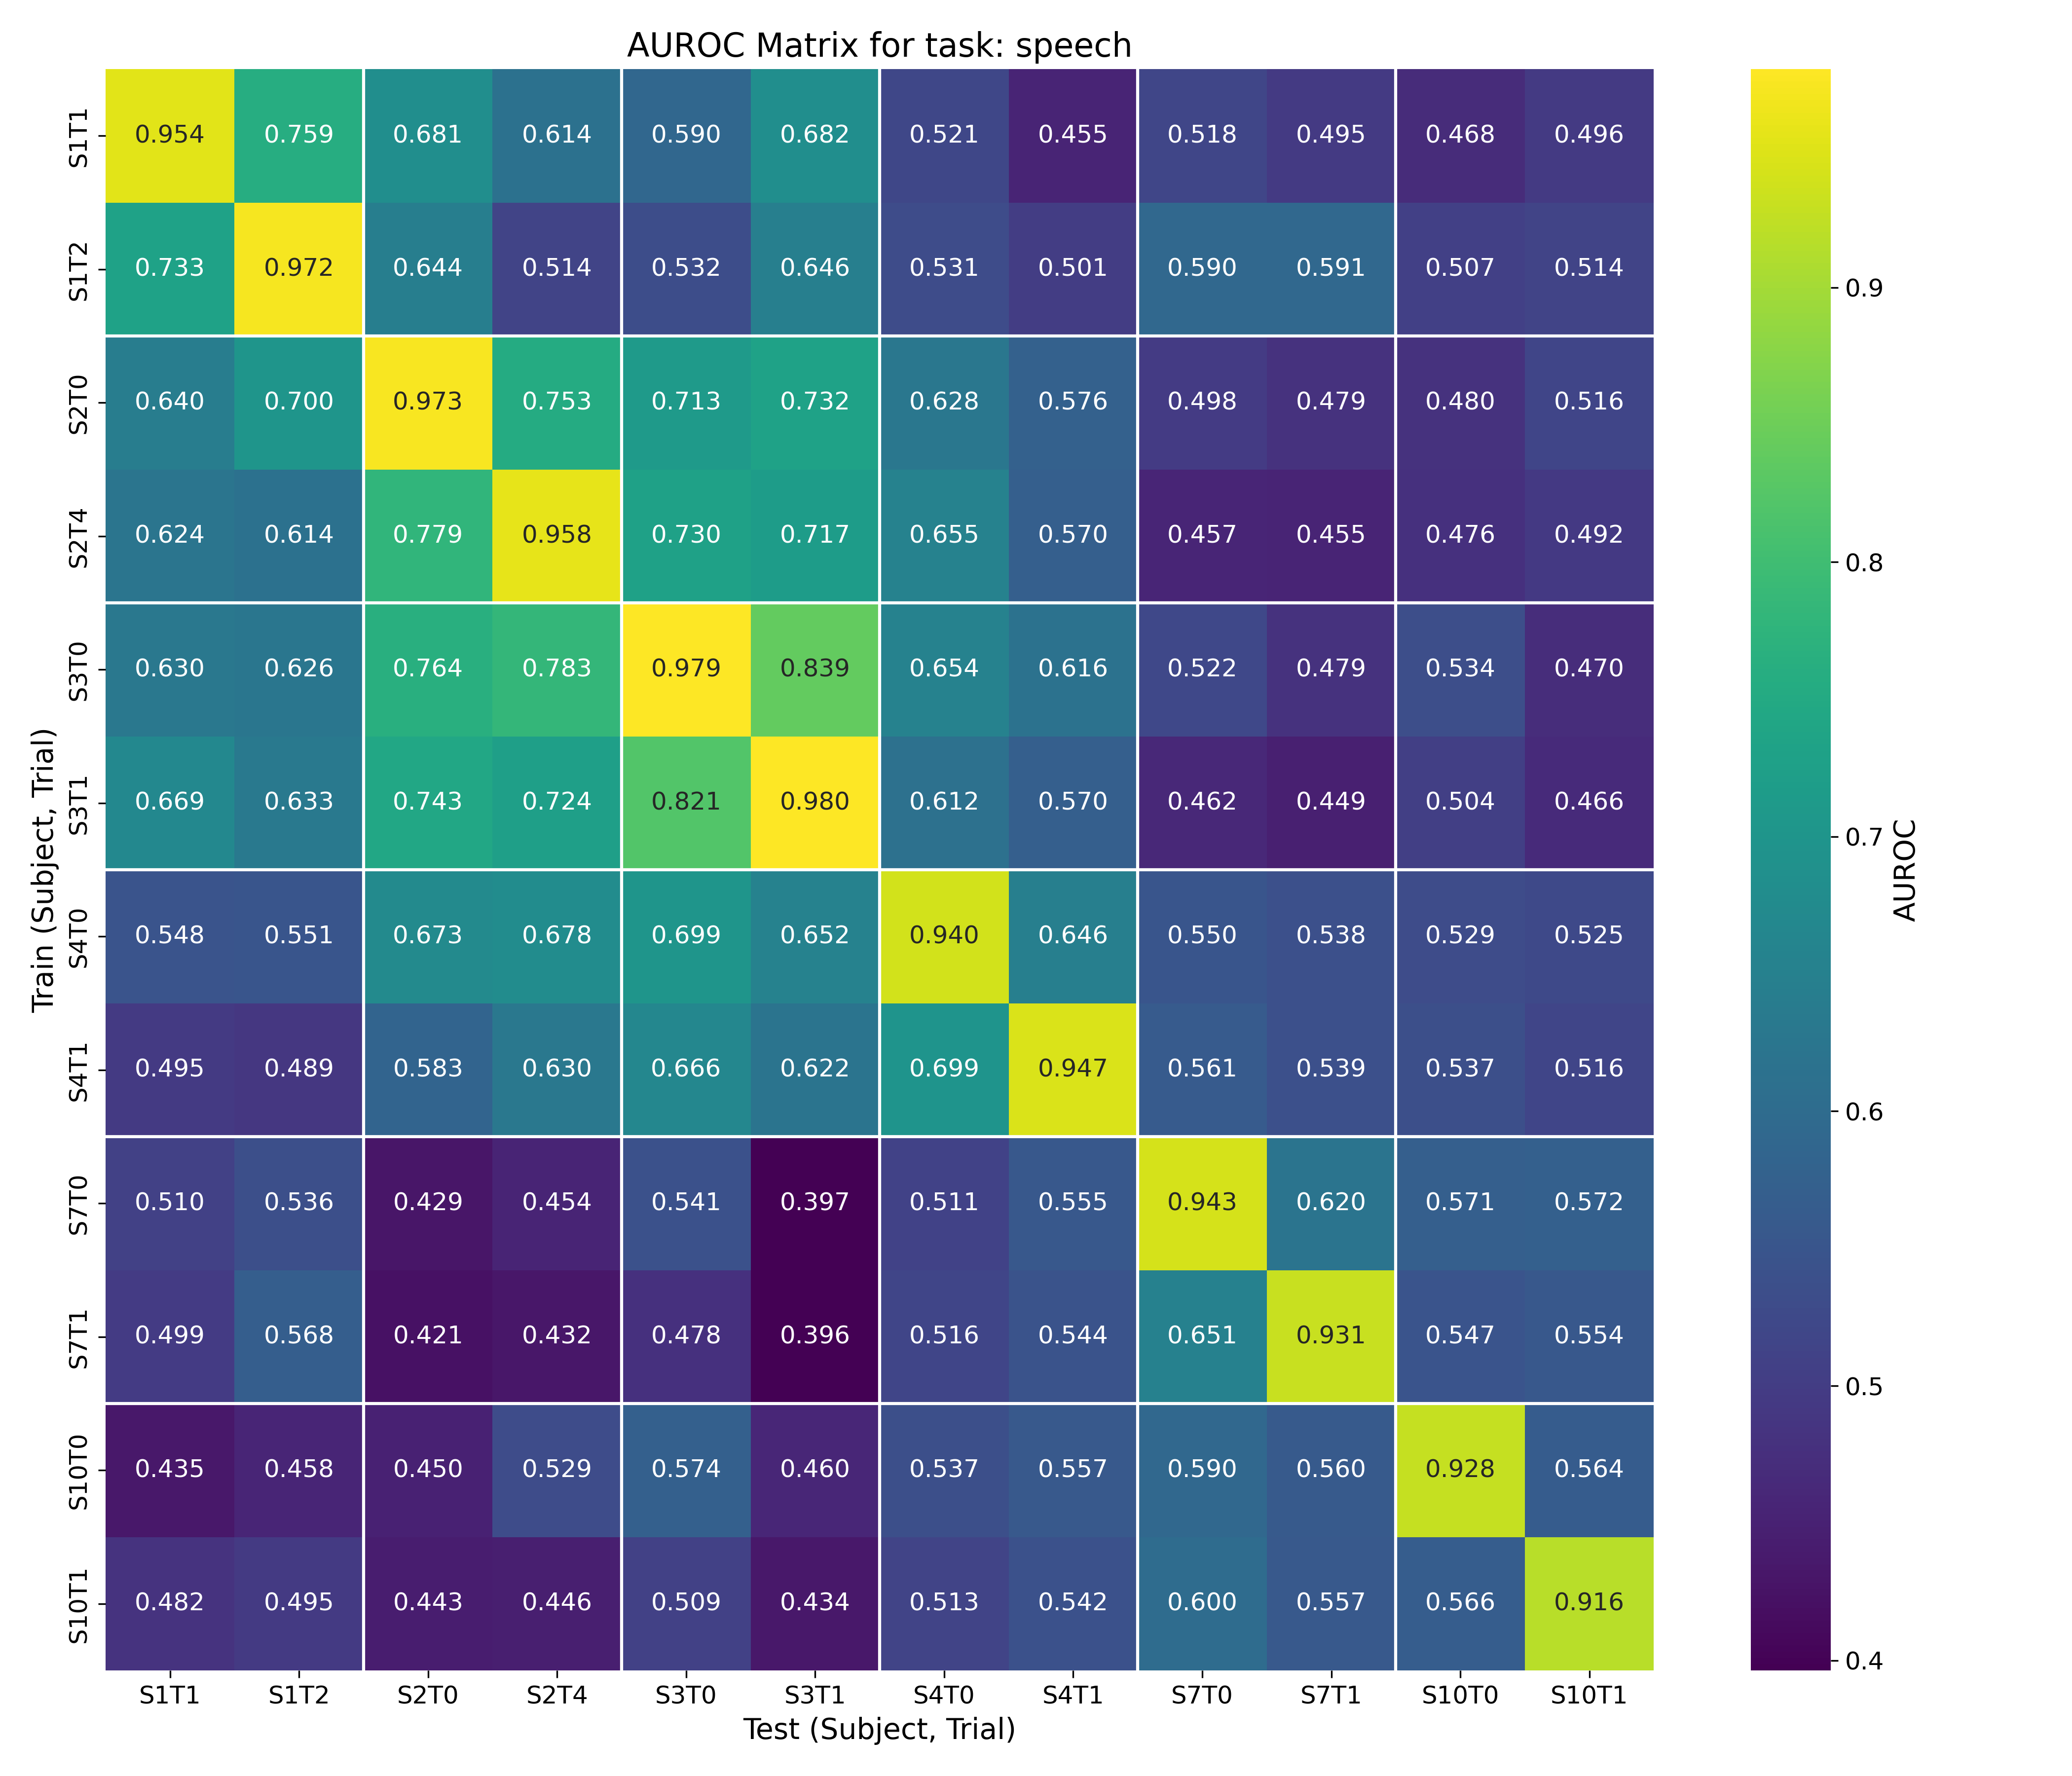 AUROC Matrix for task: speech
S1T1 0.954 0.759 0.681 0.614 0.590 0.682 0.521 0.455 0.518 0.495 0.468 0.496
S1T2 0.733 0.972 0.644 0.514 0.532 0.646 0.531 0.501 0.590 0.591 0.507 0.514
S2T0 0.640 0.700 0.973 0.753 0.713 0.732 0.628 0.576 0.498 0.479 0.480 0.516
S2T4 0.624 0.614 0.779 0.958 0.730 0.717 0.655 0.570 0.457 0.455 0.476 0.492
S3T0 0.630 0.626 0.764 0.783 0.979 0.839 0.654 0.616 0.522 0.479 0.534 0.470
S3T1 0.669 0.633 0.743 0.724 0.821 0.980 0.612 0.570 0.462 0.449 0.504 0.466
S4T0 0.548 0.551 0.673 0.678 0.699 0.652 0.940 0.646 0.550 0.538 0.529 0.525
S4T1 0.495 0.489 0.583 0.630 0.666 0.622 0.699 0.947 0.561 0.539 0.537 0.516
S7T0 0.510 0.536 0.429 0.454 0.541 0.397 0.511 0.555 0.943 0.620 0.571 0.572
S7T1 0.499 0.568 0.421 0.432 0.478 0.396 0.516 0.544 0.651 0.931 0.547 0.554
S10T0 0.435 0.458 0.450 0.529 0.574 0.460 0.537 0.557 0.590 0.560 0.928 0.564
S10T1 0.482 0.495 0.443 0.446 0.509 0.434 0.513 0.542 0.600 0.557 0.566 0.916
S1T1 S1T2 S2T0 S2T4 S3T0 S3T1 S4T0 S4T1 S7T0 S7T1 S10T0 S10T1
Test (Subject, Trial)
Train (Subject, Trial)
0.9
0.8
0.7
0.6
0.5
0.4
AUROC